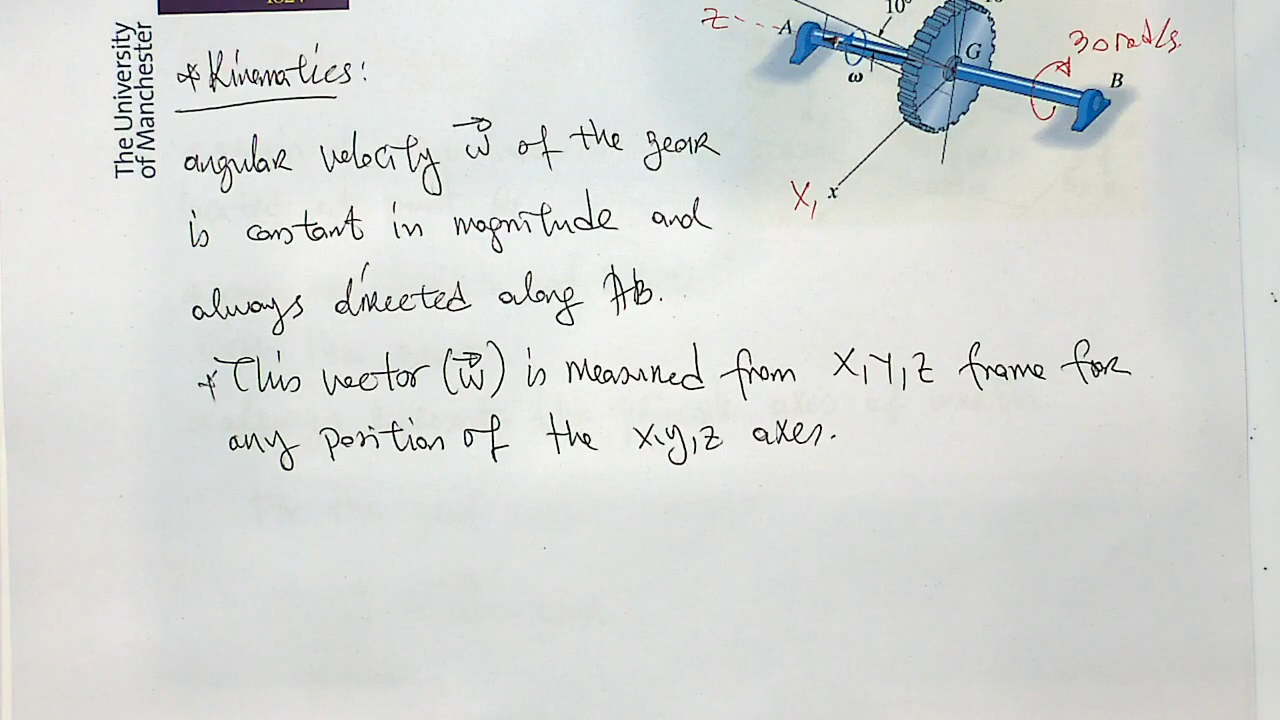 The University
of Manchester
1824
10°
Z
A
ω
G
30 rad/s
B
X,
x
* Kinematics:
angular velocity ω⃗ of the gear
is constant in magnitude and
always directed along AB.
* This vector (ω⃗) is measured from X,Y,Z frame for
any position of the x,y,z axes.